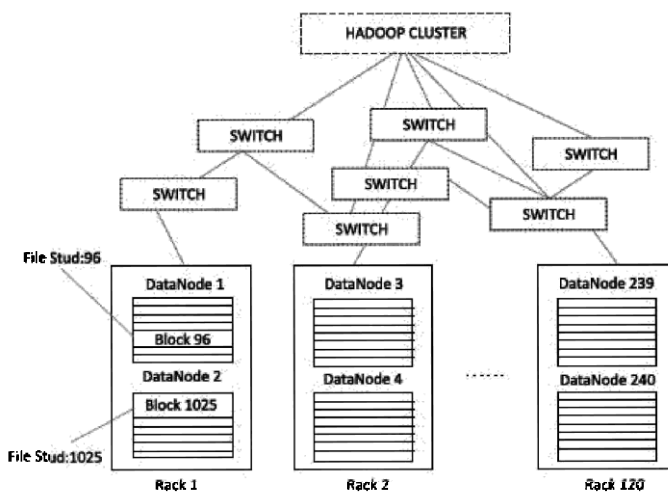 HADOOP CLUSTER
SWITCH
SWITCH
SWITCH
SWITCH
SWITCH
SWITCH
SWITCH
File Stud:96
DataNode 1
Block 96
DataNode 2
Block 1025
File Stud:1025
Rack 1
DataNode 3
DataNode 4
Rack 2
........
DataNode 239
DataNode 240
Rack 120